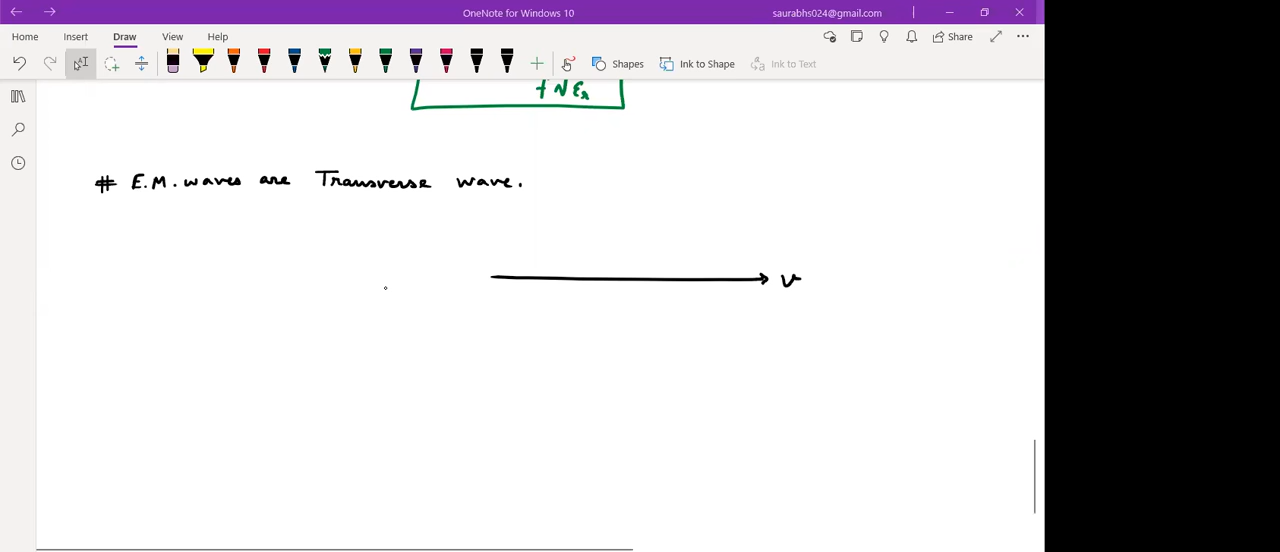 OneNote for Windows 10
saurabhs024@gmail.com
Home Insert Draw View Help
Share
Shapes Ink to Shape Ink to Text
f √εr
# E.M. waves are Transverse wave.
v